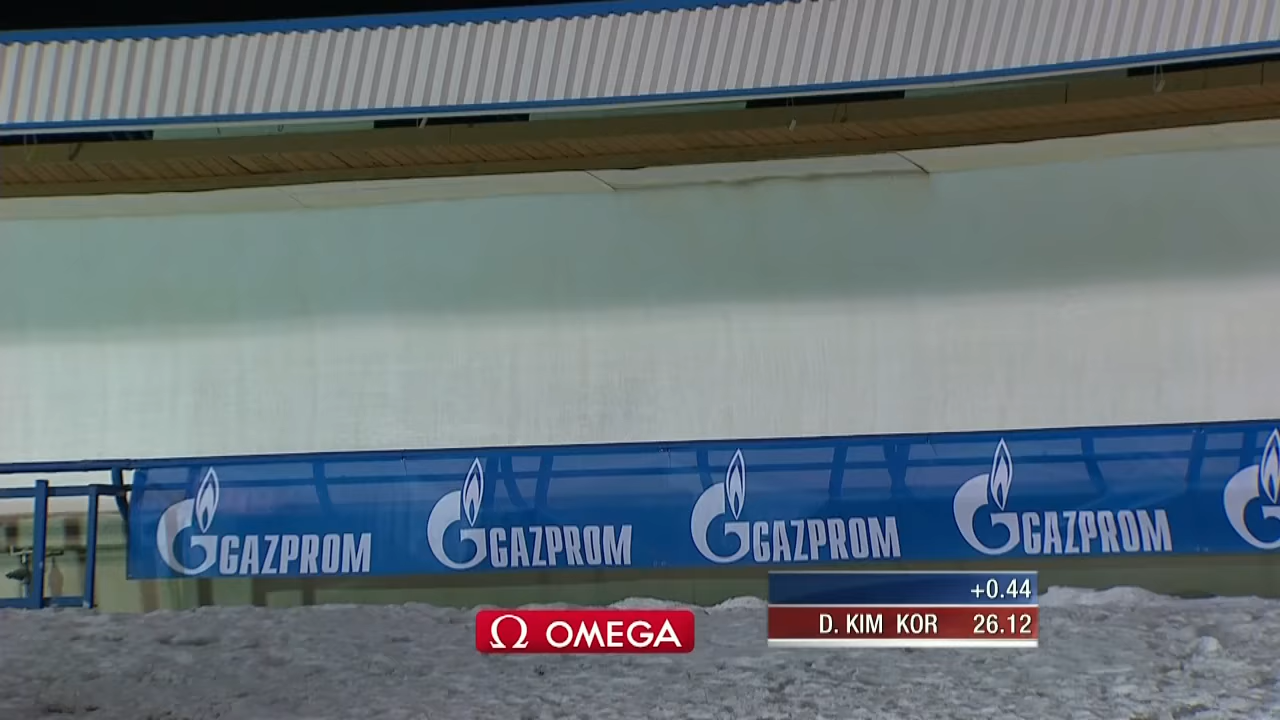 GAZPROM GAZPROM GAZPROM GAZPROM
+0.44
Ω OMEGA
D. KIM KOR 26.12